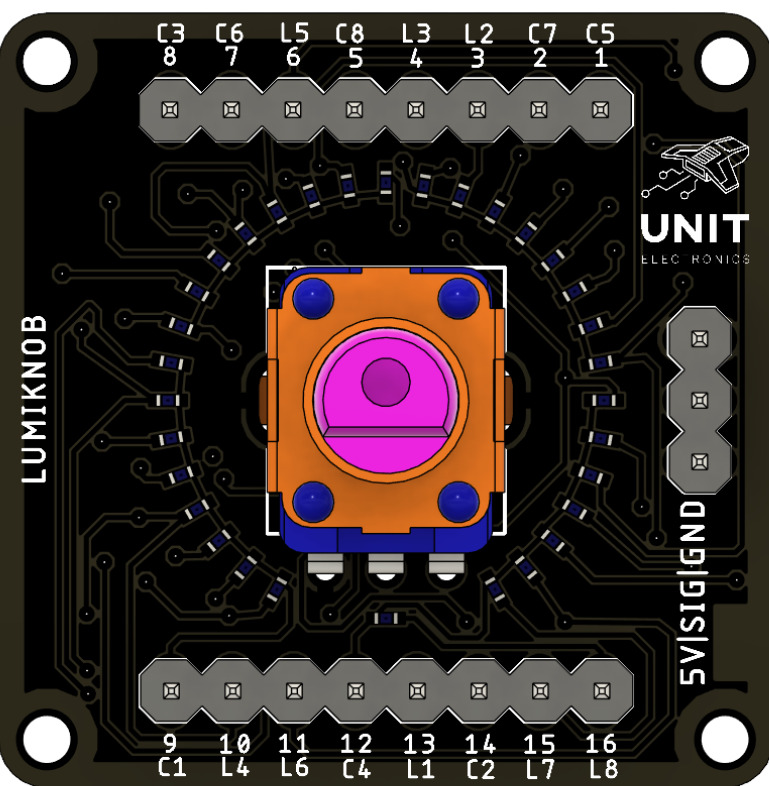 C3 C6 L5 C8 L3 L2 C7 C5
8 7 6 5 4 3 2 1
UNIT
ELECTRONICS
LUMIKNOB
5V|SIG|GND
9 10 11 12 13 14 15 16
C1 L4 L6 C4 L1 C2 L7 L8